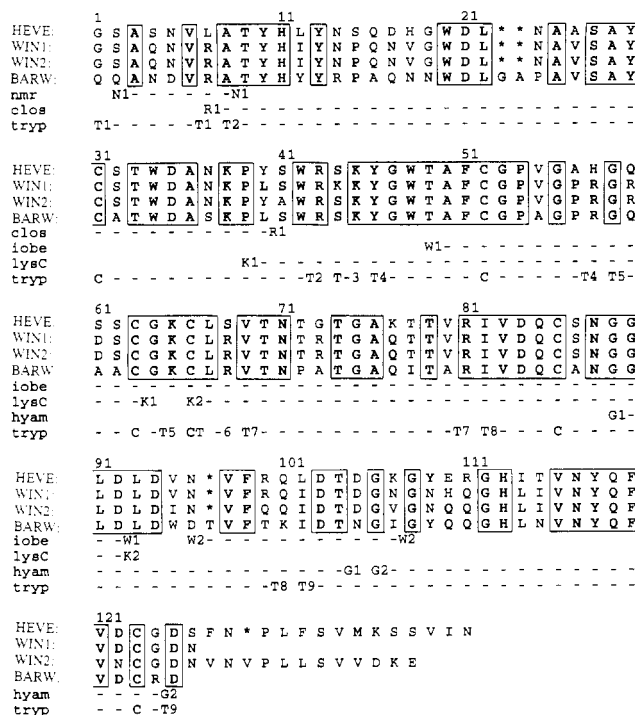 1 11 21
HEVE: G S A S N V L A T Y H L Y N S Q D H G W D L * * N A A S A Y
WIN1: G S A Q N V R A T Y H I Y N P Q N V G W D L * * N A V S A Y
WIN2: G S A Q N V R A T Y H I Y N P Q N V G W D L * * N A V S A Y
BARW: Q Q A N D V R A T Y H Y Y R P A Q N N W D L G A P A V S A Y
nmr N1- - - - - -N1
clos R1- - - - - - - - - - - - - - - - - - - - - - -
tryp T1- - - - -T1 T2- - - - - - - - - - - - - - - - - - - - - -
31 41 51
HEVE: C S T W D A N K P Y S W R S K Y G W T A F C G P V G A H G Q
WIN1: C S T W D A N K P L S W R K K Y G W T A F C G P V G P R G R
WIN2: C S T W D A N K P Y A W R S K Y G W T A F C G P V G P R G R
BARW: C A T W D A S K P L S W R S K Y G W T A F C G P A G P R G Q
clos - - - - - - - - - -R1
iobe W1- - - - - - - - - - -
lysC K1- - - - - - - - - - - - - - - - - - - - -
tryp C - - - - - - - - - - -T2 T-3 T4- - - - - C - - - - -T4 T5-
61 71 81
HEVE: S S C G K C L S V T N T G T G A K T T V R I V D Q C S N G G
WIN1: D S C G K C L R V T N T R T G A Q T T V R I V D Q C S N G G
WIN2: D S C G K C L R V T N T R T G A Q T T V R I V D Q C S N G G
BARW: A A C G K C L R V T N P A T G A Q I T A R I V D Q C A N G G
iobe - - - - - - - - - - - - - - - - - - - - - - - - - - - - - -
lysC - - - -K1 K2- - - - - - - - - - - - - - - - - - - - - - - -
hyam G1-
tryp - - C -T5 CT -6 T7- - - - - - - - - - -T7 T8- - - C - - - -
91 101 111
HEVE: L D L D V N * V F R Q L D T D G K G Y E R G H I T V N Y Q F
WIN1: L D L D V N * V F R Q I D T D G N G N H Q G H L I V N Y Q F
WIN2: L D L D I N * V F Q Q I D T D G V G N Q Q G H L I V N Y Q F
BARW: L D L D W D T V F T K I D T N G I G Y Q Q G H L N V N Y Q F
iobe - -W1 W2- - - - - - - - - - -W2
lysC - -K2
hyam - - - - - - - - - - - - - -G1 G2- - - - - - - - - - - - -
tryp - - - - - - - - - -T8 T9- - - - - - - - - - - - - - - - - -
121
HEVE: V D C G D S F N * P L F S V M K S S V I N
WIN1: V D C G D N
WIN2: V N C G D N V N V P L L S V V D K E
BARW: V D C R D
hyam - - - -G2
tryp - - C -T9